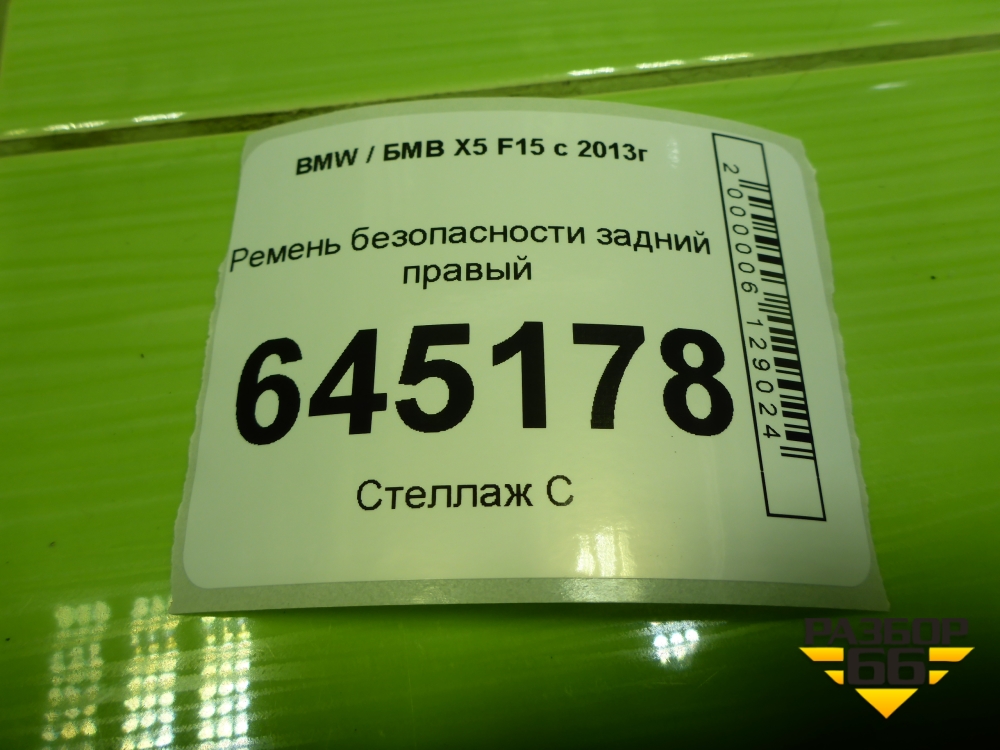 BMW / БМВ X5 F15 с 2013г
Ремень безопасности задний
правый
645178
Стеллаж С
2000006129024
РАЗБОР
66